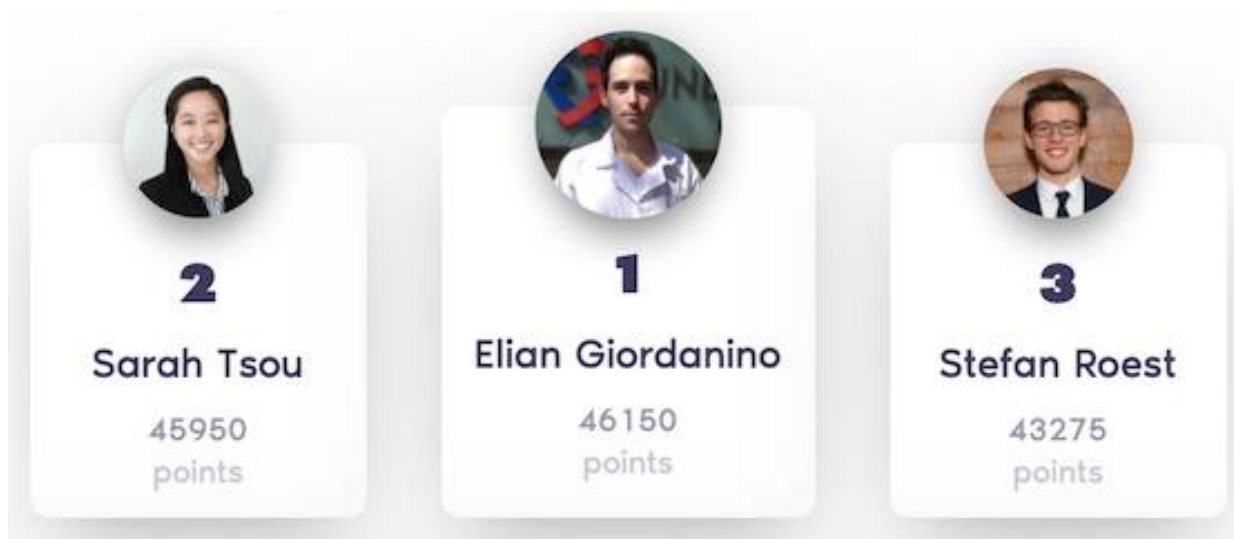 2
Sarah Tsou
45950
points
1
Elian Giordanino
46150
points
3
Stefan Roest
43275
points